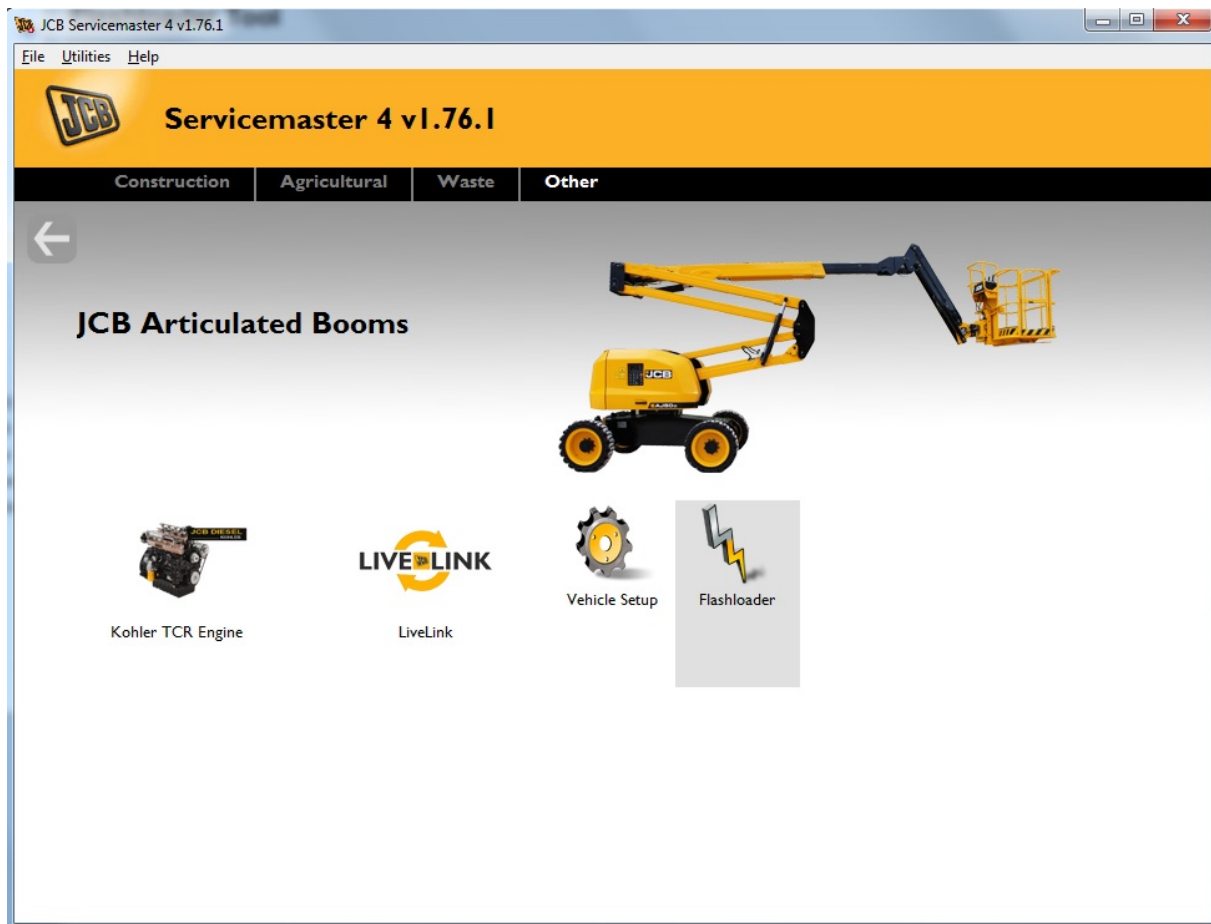 JCB Servicemaster 4 v1.76.1
File Utilities Help
JCB
Servicemaster 4 v1.76.1
Construction Agricultural Waste Other
JCB Articulated Booms
JCB
JCB DIESEL
KOHLER
LIVE LINK
Kohler TCR Engine
LiveLink
Vehicle Setup
Flashloader